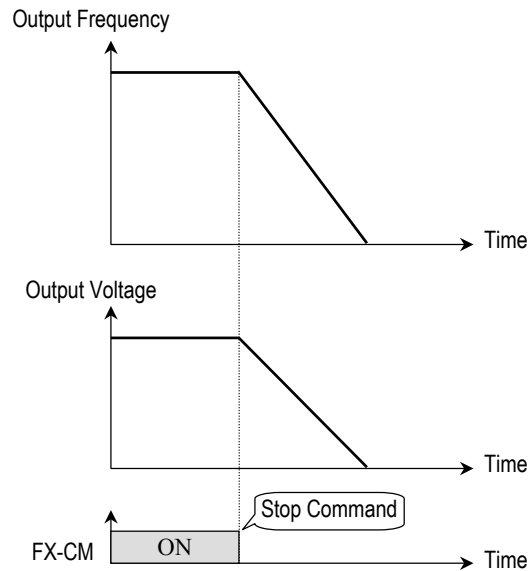 Output Frequency
Time
Output Voltage
Time
Stop Command
FX-CM
ON
Time